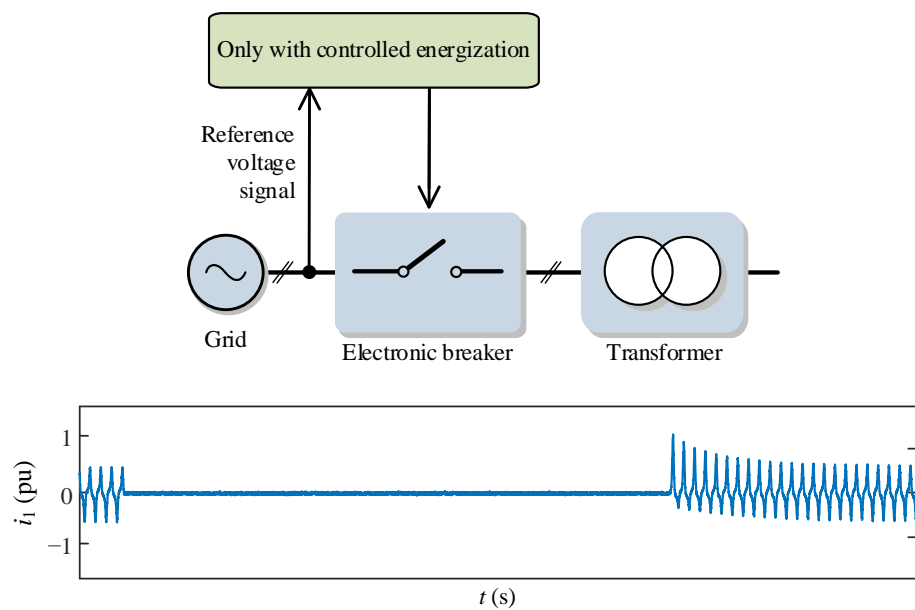 Only with controlled energization
Reference
voltage
signal
Grid
Electronic breaker
Transformer
1
0
−1
i₁ (pu)
t (s)